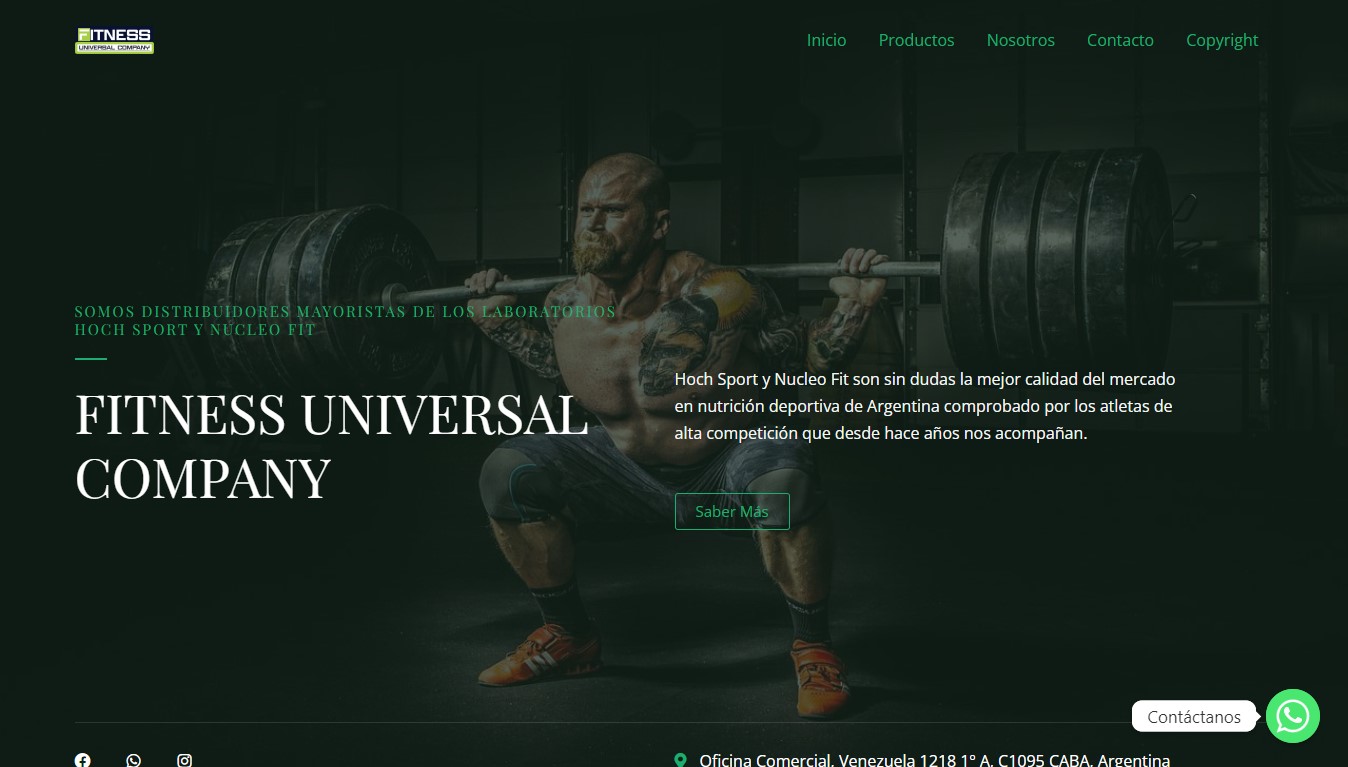 FITNESS
UNIVERSAL COMPANY
Inicio Productos Nosotros Contacto Copyright
SOMOS DISTRIBUIDORES MAYORISTAS DE LOS LABORATORIOS
HOCH SPORT Y NUCLEO FIT
FITNESS UNIVERSAL
COMPANY
Hoch Sport y Nucleo Fit son sin dudas la mejor calidad del mercado
en nutrición deportiva de Argentina comprobado por los atletas de
alta competición que desde hace años nos acompañan.
Saber Más
Contáctanos
Oficina Comercial, Venezuela 1218 1° A, C1095 CABA, Argentina